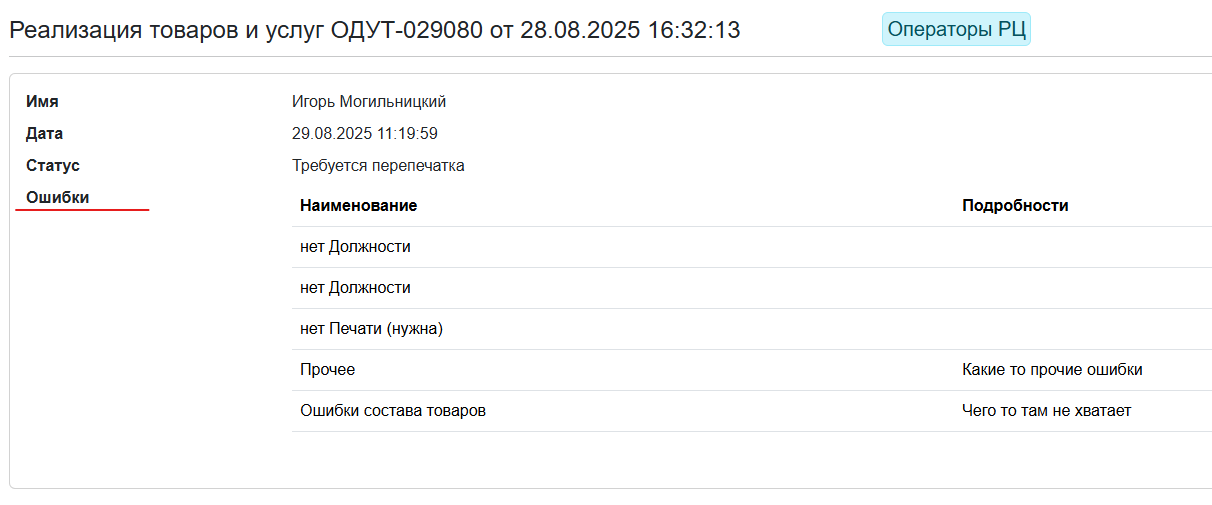 Реализация товаров и услуг ОДУТ-029080 от 28.08.2025 16:32:13 Операторы РЦ
Имя Игорь Могильницкий
Дата 29.08.2025 11:19:59
Статус Требуется перепечатка
Ошибки
Наименование Подробности
нет Должности
нет Должности
нет Печати (нужна)
Прочее Какие то прочие ошибки
Ошибки состава товаров Чего то там не хватает